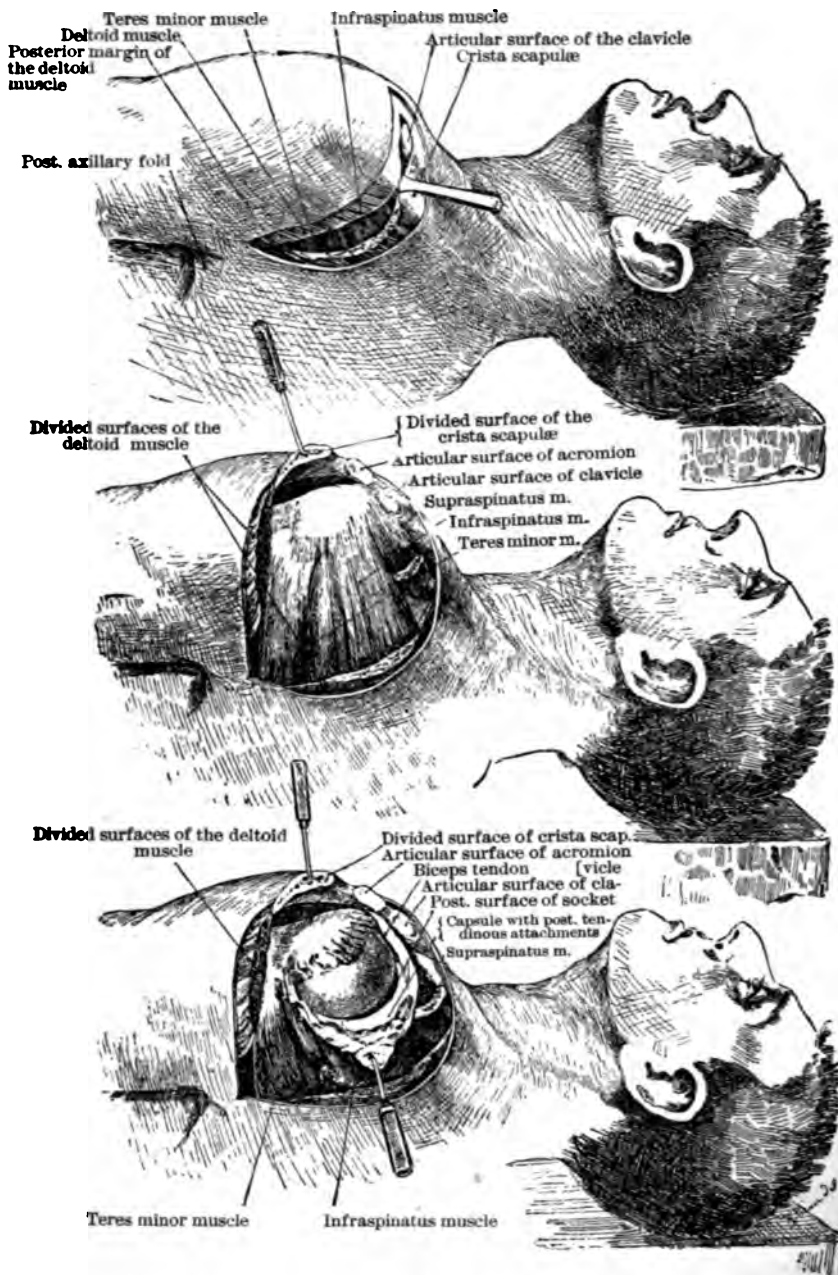 Teres minor muscle
Infraspinatus muscle
Deltoid muscle
Posterior margin of
the deltoid
muscle
Articular surface of the clavicle
Crista scapulæ
Post. axillary fold
Divided surfaces of the
deltoid muscle
{ Divided surface of the
crista scapulæ
Articular surface of acromion
Articular surface of clavicle
Supraspinatus m.
Infraspinatus m.
Teres minor m.
Divided surfaces of the deltoid
muscle
Divided surface of crista scap.
Articular surface of acromion
Biceps tendon [vicle
Articular surface of cla-
Post. surface of socket
{ Capsule with post. ten-
dinous attachments
Supraspinatus m.
Teres minor muscle
Infraspinatus muscle